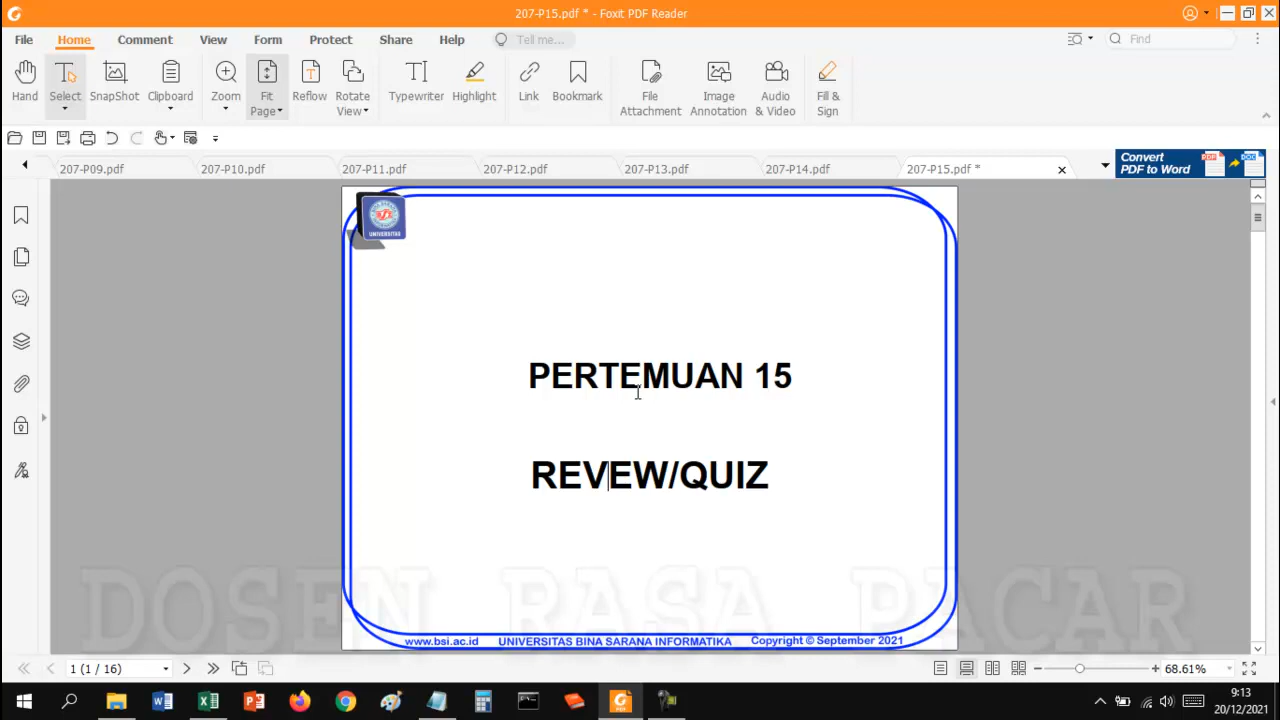 207-P15.pdf * - Foxit PDF Reader
File Home Comment View Form Protect Share Help Tell me... Find
Hand Select SnapShot Clipboard Zoom Fit Page Reflow Rotate View Typewriter Highlight Link Bookmark File Attachment Image Annotation Audio & Video Fill & Sign
207-P09.pdf 207-P10.pdf 207-P11.pdf 207-P12.pdf 207-P13.pdf 207-P14.pdf 207-P15.pdf *
Convert
PDF to Word
UNIVERSITAS
PERTEMUAN 15
REVEW/QUIZ
DOSEN RASA PACAR
www.bsi.ac.id UNIVERSITAS BINA SARANA INFORMATIKA Copyright © September 2021
1 (1 / 16) 68.61%
9:13
20/12/2021